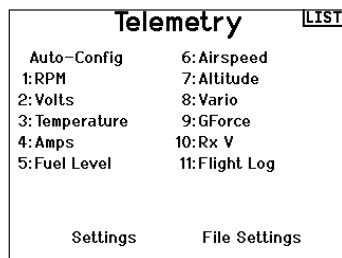 Telemetry
LIST
Auto-Config
1:RPM
2:Volts
3:Temperature
4:Amps
5:Fuel Level
6:Airspeed
7:Altitude
8:Vario
9:GForce
10:Rx V
11:Flight Log
Settings
File Settings